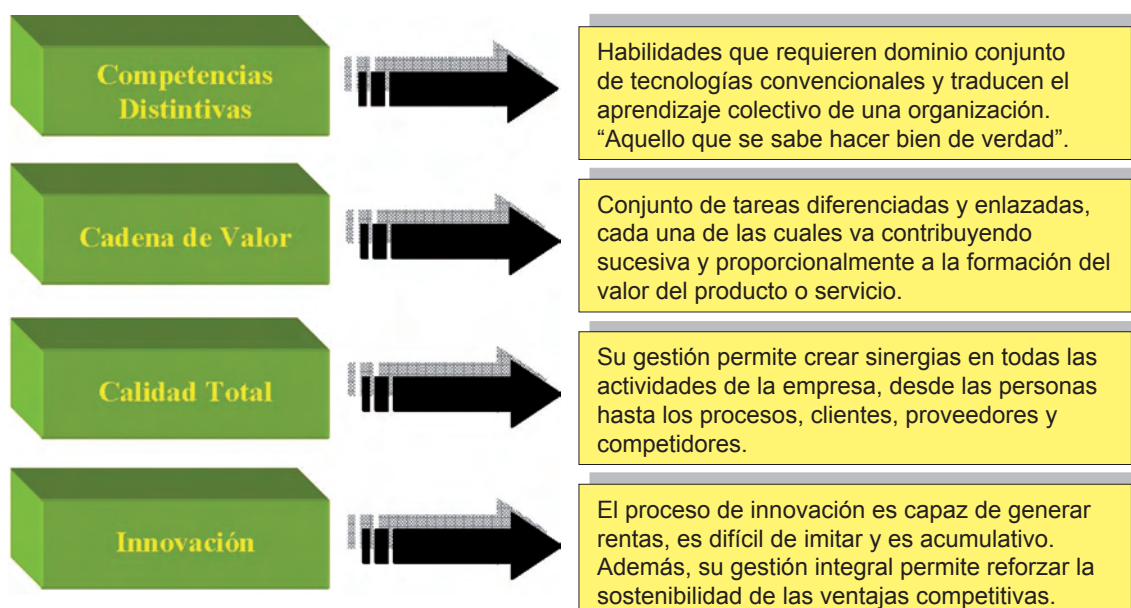 Competencias
Distintivas
Habilidades que requieren dominio conjunto
de tecnologías convencionales y traducen el
aprendizaje colectivo de una organización.
“Aquello que se sabe hacer bien de verdad”.
Cadena de Valor
Conjunto de tareas diferenciadas y enlazadas,
cada una de las cuales va contribuyendo
sucesiva y proporcionalmente a la formación del
valor del producto o servicio.
Calidad Total
Su gestión permite crear sinergias en todas las
actividades de la empresa, desde las personas
hasta los procesos, clientes, proveedores y
competidores.
Innovación
El proceso de innovación es capaz de generar
rentas, es difícil de imitar y es acumulativo.
Además, su gestión integral permite reforzar la
sostenibilidad de las ventajas competitivas.